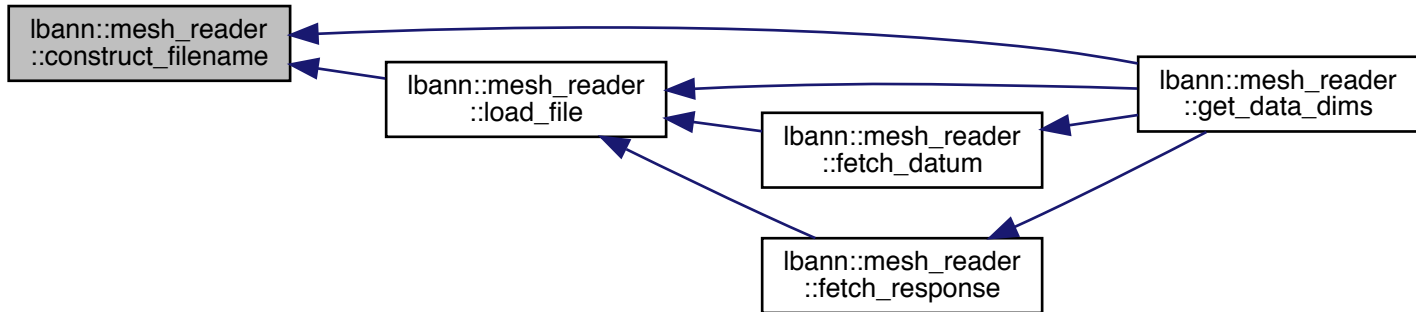 lbann::mesh_reader
::construct_filename
lbann::mesh_reader
::load_file
lbann::mesh_reader
::get_data_dims
lbann::mesh_reader
::fetch_datum
lbann::mesh_reader
::fetch_response